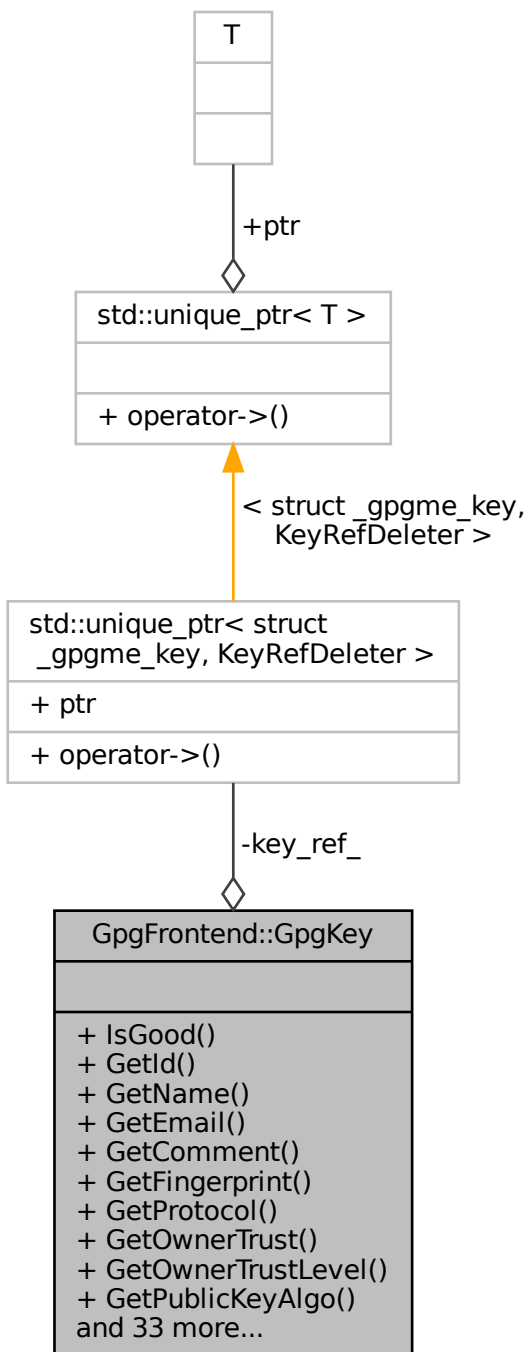 T
+ptr
std::unique_ptr< T >
+ operator->()
< struct _gpgme_key,
KeyRefDeleter >
std::unique_ptr< struct
_gpgme_key, KeyRefDeleter >
+ ptr
+ operator->()
-key_ref_
GpgFrontend::GpgKey
+ IsGood()
+ GetId()
+ GetName()
+ GetEmail()
+ GetComment()
+ GetFingerprint()
+ GetProtocol()
+ GetOwnerTrust()
+ GetOwnerTrustLevel()
+ GetPublicKeyAlgo()
and 33 more...